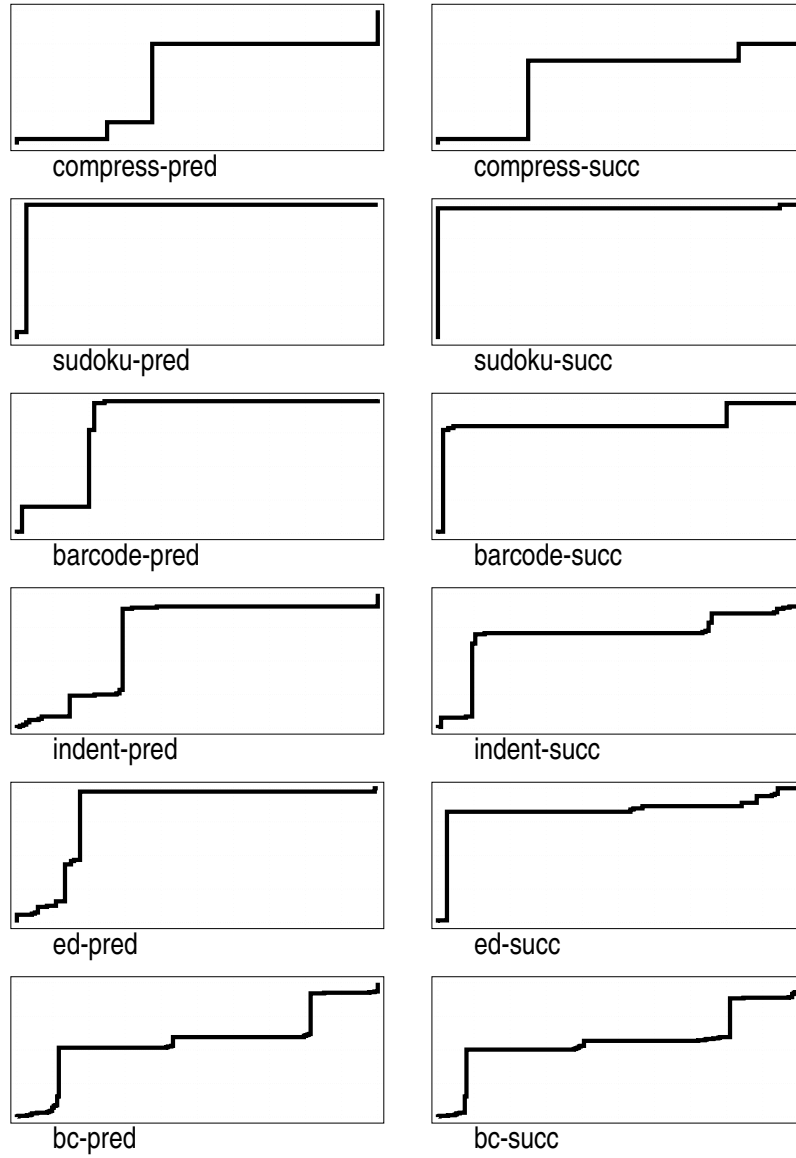 compress-pred
compress-succ
sudoku-pred
sudoku-succ
barcode-pred
barcode-succ
indent-pred
indent-succ
ed-pred
ed-succ
bc-pred
bc-succ